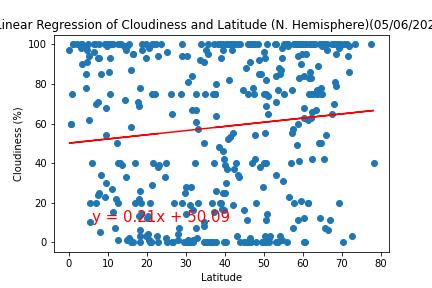 Linear Regression of Cloudiness and Latitude (N. Hemisphere)(05/06/202
100
80
60
40
20
0
Cloudiness (%)
y = 0.21x + 50.09
0 10 20 30 40 50 60 70 80
Latitude